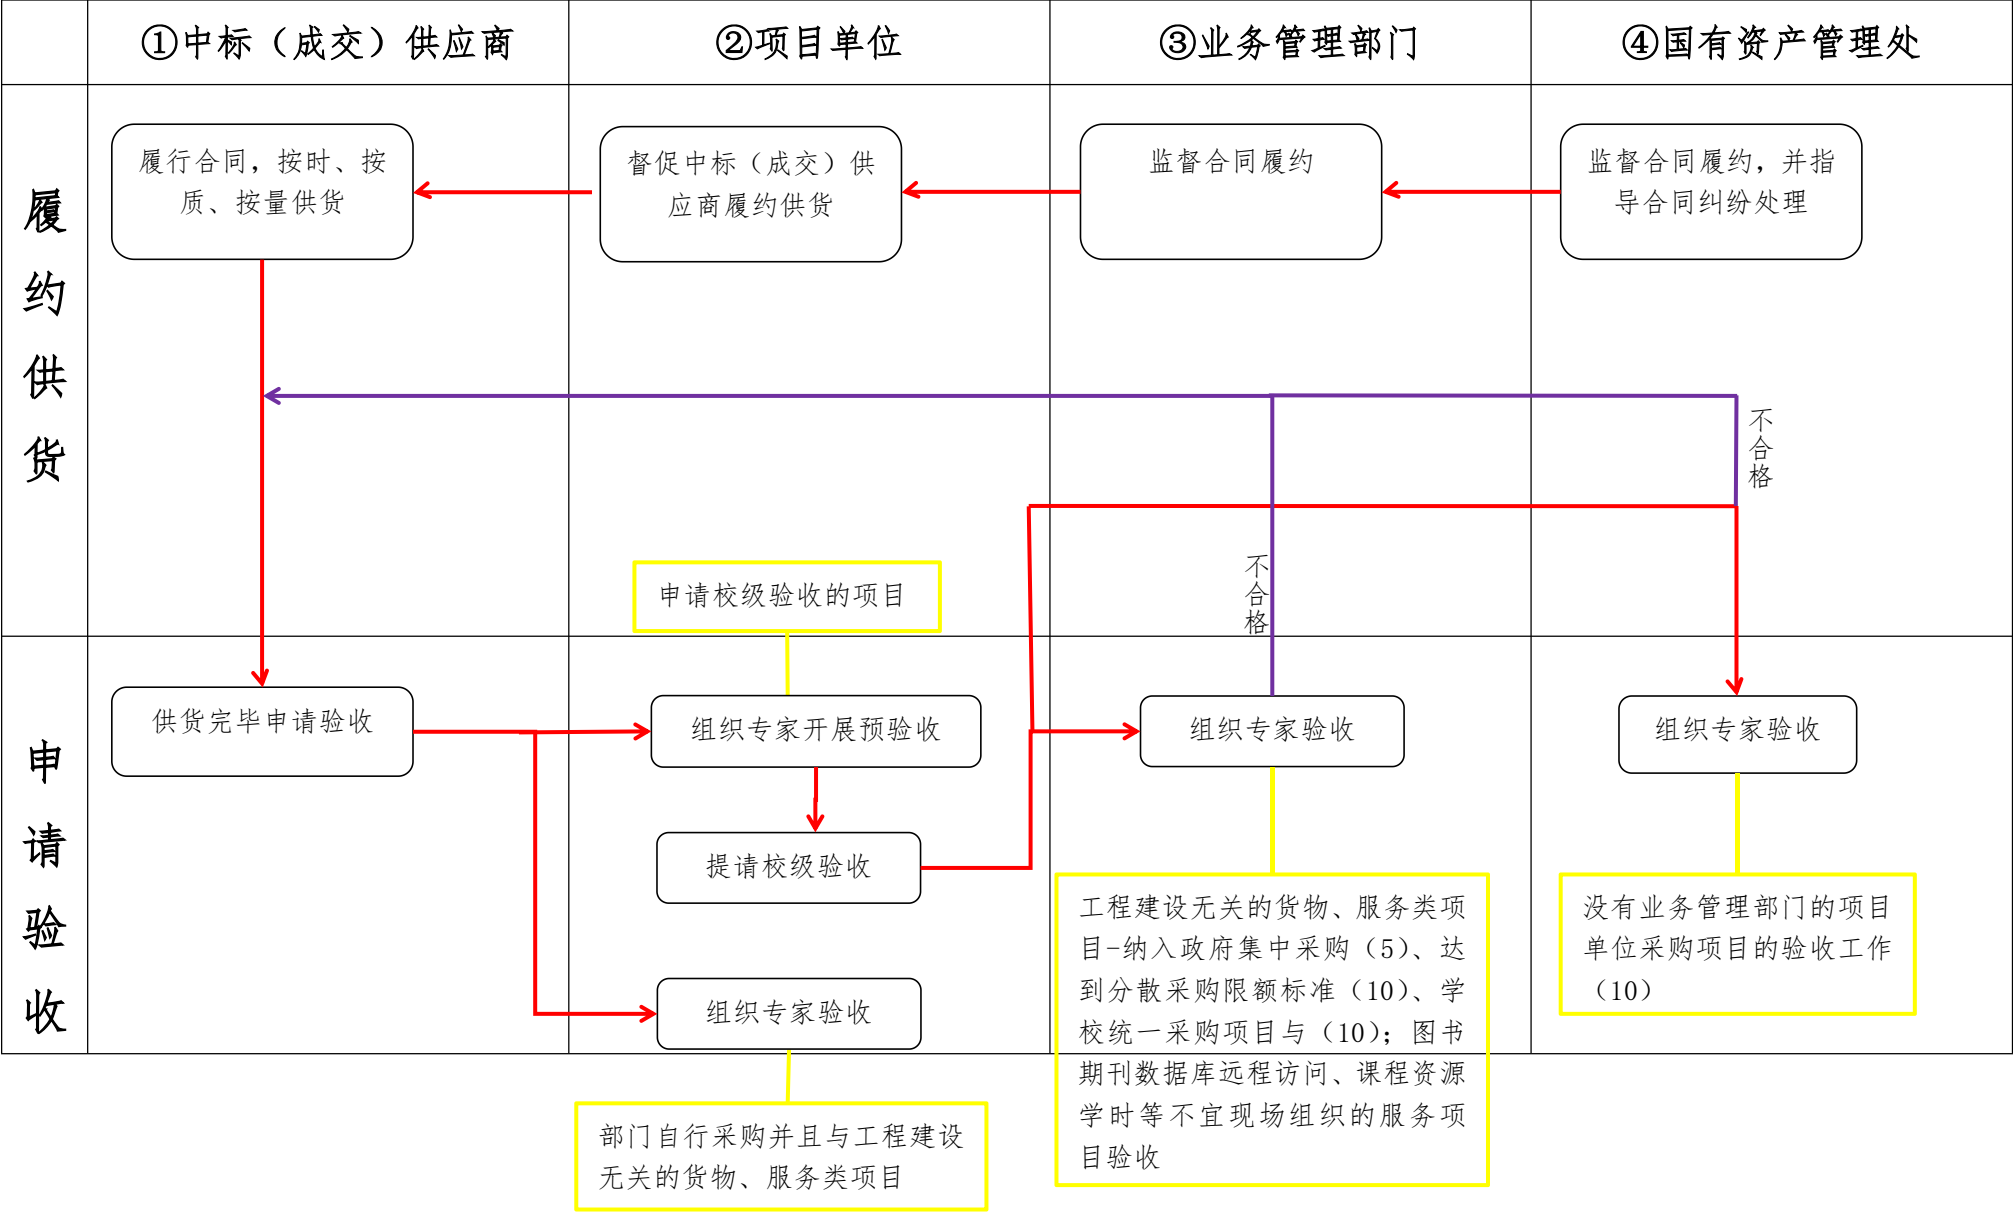 ①中标（成交）供应商
②项目单位
③业务管理部门
④国有资产管理处
履
约
供
货
履行合同，按时、按
质、按量供货
督促中标（成交）供
应商履约供货
监督合同履约
监督合同履约，并指
导合同纠纷处理
不
合
格
不
合
格
申请校级验收的项目
申
请
验
收
供货完毕申请验收
组织专家开展预验收
组织专家验收
组织专家验收
提请校级验收
组织专家验收
工程建设无关的货物、服务类项
目-纳入政府集中采购（5）、达
到分散采购限额标准（10）、学
校统一采购项目与（10）；图书
期刊数据库远程访问、课程资源
学时等不宜现场组织的服务项
目验收
没有业务管理部门的项目
单位采购项目的验收工作
（10）
部门自行采购并且与工程建设
无关的货物、服务类项目